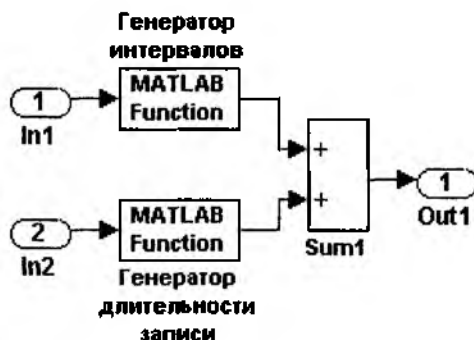 Генератор
интервалов
1
In1
MATLAB
Function
+
+
Sum1
1
Out1
2
In2
MATLAB
Function
Генератор
длительности
записи